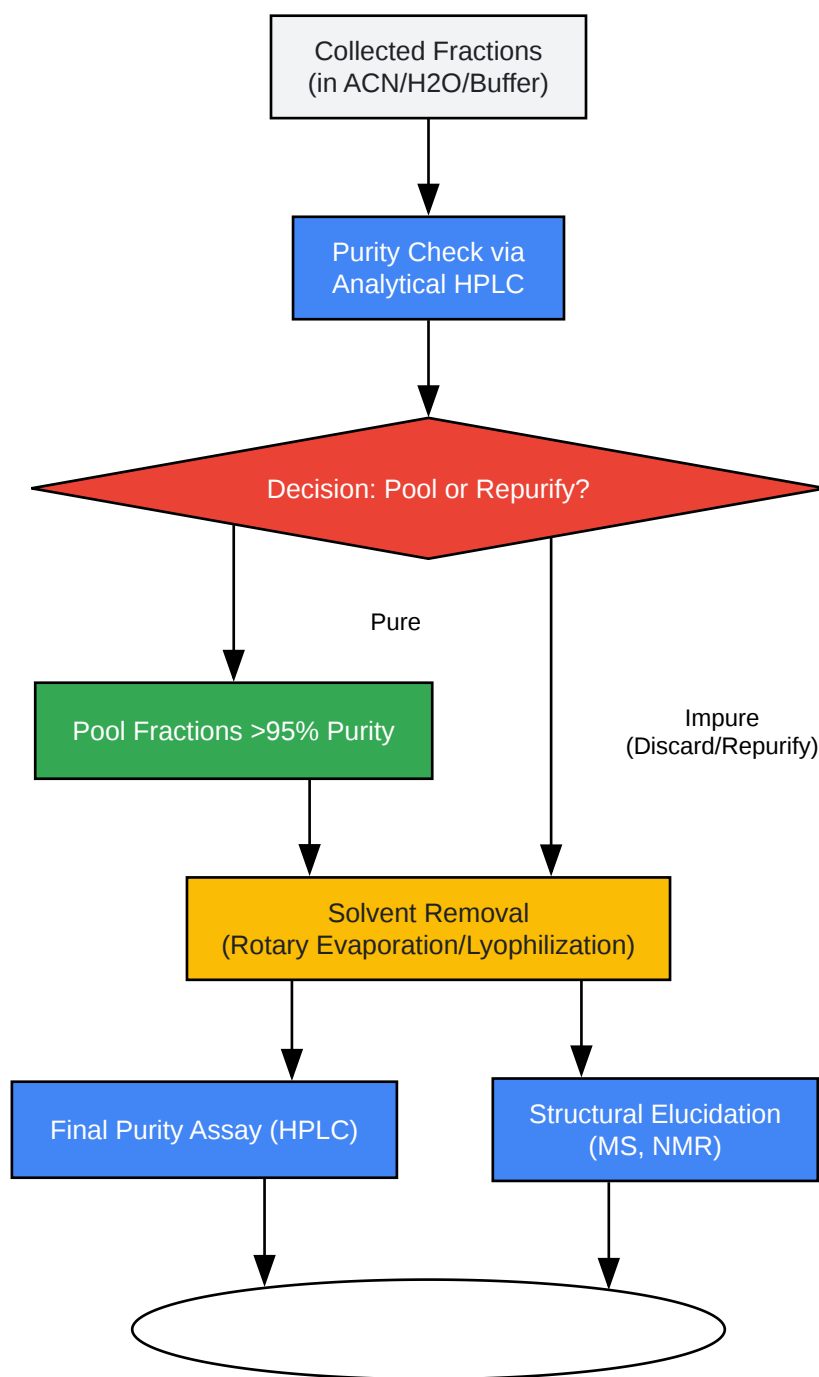 Collected Fractions
(in ACN/H2O/Buffer)
Purity Check via
Analytical HPLC
Decision: Pool or Repurify?
Pure
Pool Fractions >95% Purity
Impure
(Discard/Repurify)
Solvent Removal
(Rotary Evaporation/Lyophilization)
Final Purity Assay (HPLC)
Structural Elucidation
(MS, NMR)